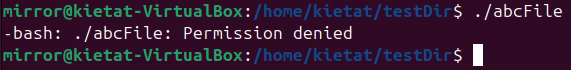 mirror@kietat-VirtualBox:/home/kietat/testDir$ ./abcFile
-bash: ./abcFile: Permission denied
mirror@kietat-VirtualBox:/home/kietat/testDir$